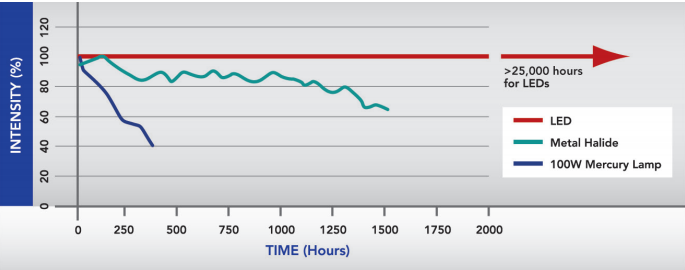 120
100
80
60
40
20
0
INTENSITY (%)
0 250 500 750 1000 1250 1500 1750 2000
TIME (Hours)
>25,000 hours
for LEDs
LED
Metal Halide
100W Mercury Lamp